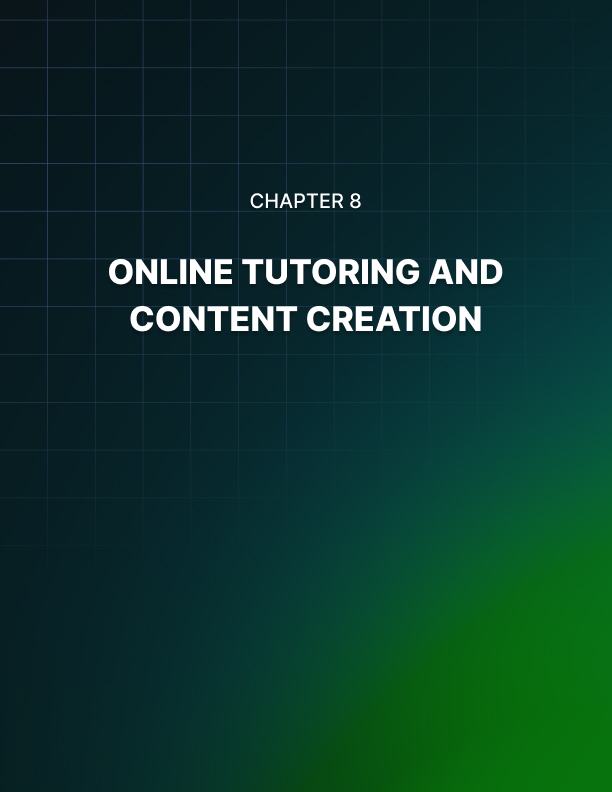 CHAPTER 8
ONLINE TUTORING AND
CONTENT CREATION